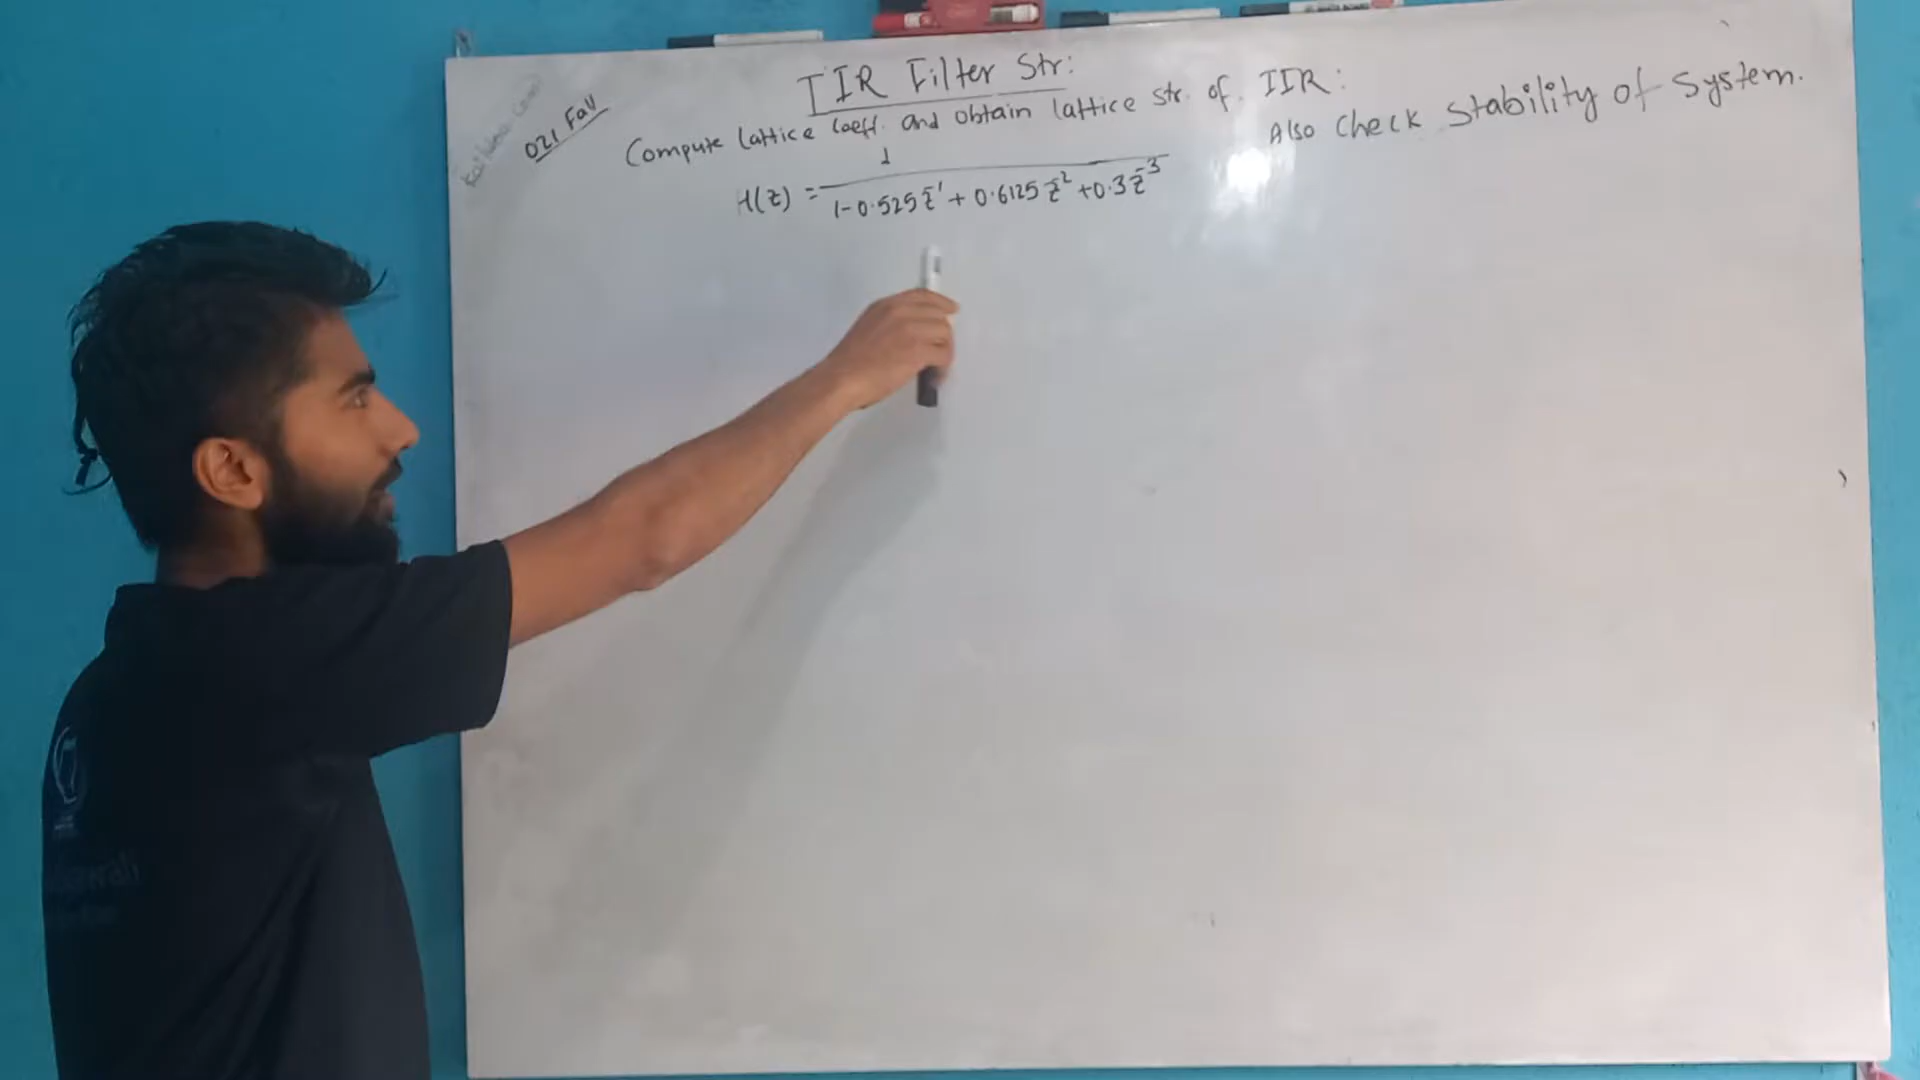 IIR Filter Str:
021 Fall
Compute lattice coeff. and obtain lattice str. of IIR:
Also check stability of system.
1
H(z) = 
1-0.525z̄¹ + 0.6125z̄² +0.3z̄³